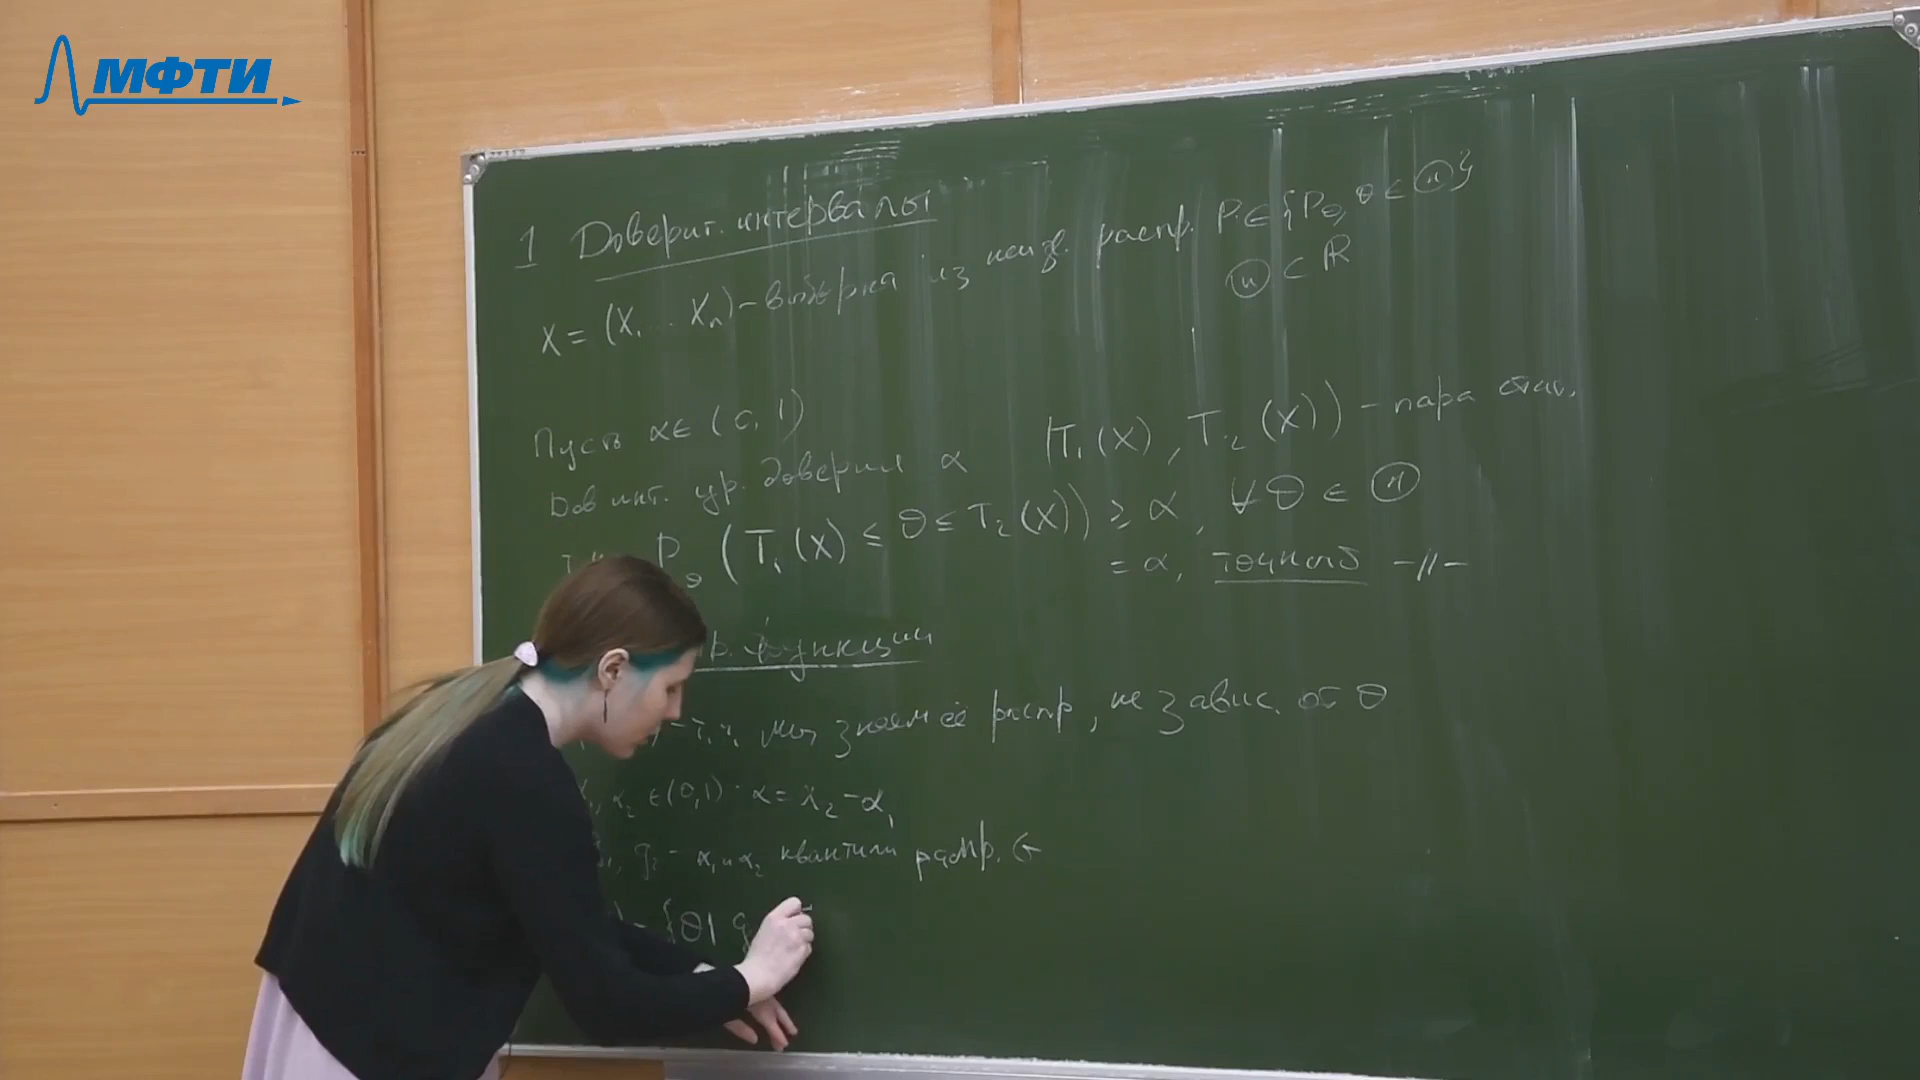 МФТИ
1 Доверит. интервалы
X = (X₁ ... Xₙ) – выборка из неизв. распр. P ∈ {P_θ, θ ∈ Θ}
Θ ⊂ ℝ
Пусть α ∈ (0, 1)
Дов инт. ур. доверия α (T₁(X), T₂(X)) – пара стат.
P_θ (T₁(X) ≤ θ ≤ T₂(X)) ≥ α, ∀ θ ∈ Θ
= α, точного –//–
функции
– т.ч. мы знаем её распр, не завис. от θ
α₂ ∈ (0,1) : α = α₂ – α₁
g₂ – α₁ и α₂ квантили распр. G
{θ | g